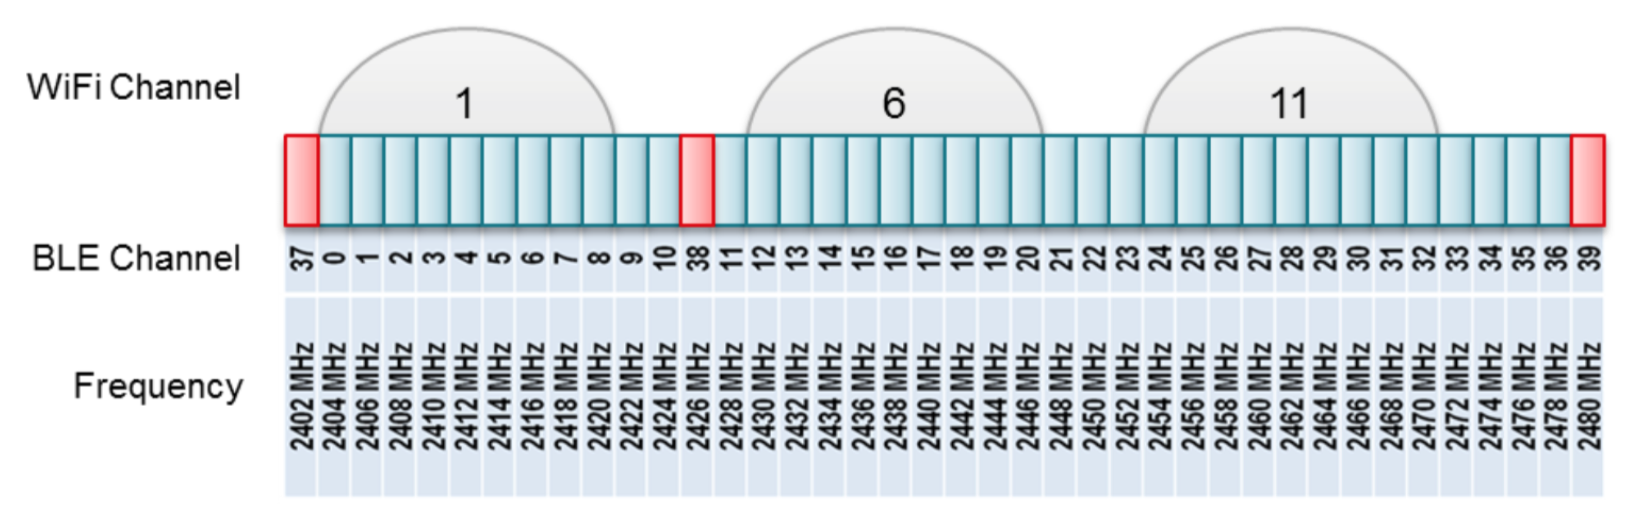 WiFi Channel 1 6 11
BLE Channel 37 0 1 2 3 4 5 6 7 8 9 10 38 11 12 13 14 15 16 17 18 19 20 21 22 23 24 25 26 27 28 29 30 31 32 33 34 35 36 39
Frequency 2402 MHz 2404 MHz 2406 MHz 2408 MHz 2410 MHz 2412 MHz 2414 MHz 2416 MHz 2418 MHz 2420 MHz 2422 MHz 2424 MHz 2426 MHz 2428 MHz 2430 MHz 2432 MHz 2434 MHz 2436 MHz 2438 MHz 2440 MHz 2442 MHz 2444 MHz 2446 MHz 2448 MHz 2450 MHz 2452 MHz 2454 MHz 2456 MHz 2458 MHz 2460 MHz 2462 MHz 2464 MHz 2466 MHz 2468 MHz 2470 MHz 2472 MHz 2474 MHz 2476 MHz 2478 MHz 2480 MHz